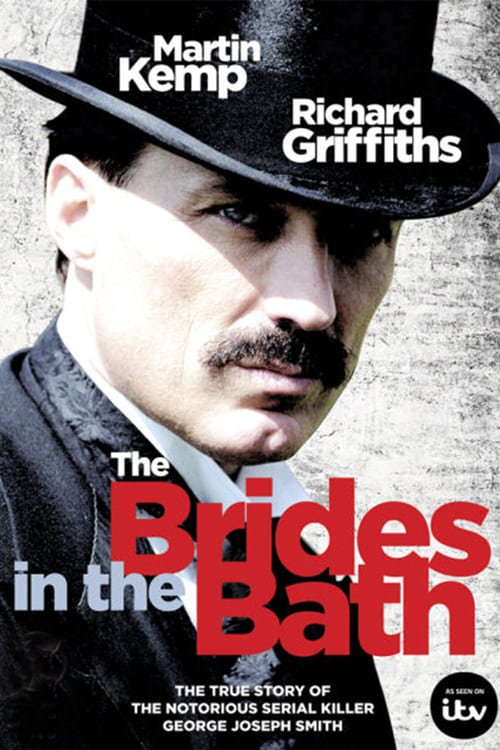 Martin
Kemp
Richard
Griffiths
The
Brides
in the
Bath
THE TRUE STORY OF
THE NOTORIOUS SERIAL KILLER
GEORGE JOSEPH SMITH
AS SEEN ON
itv